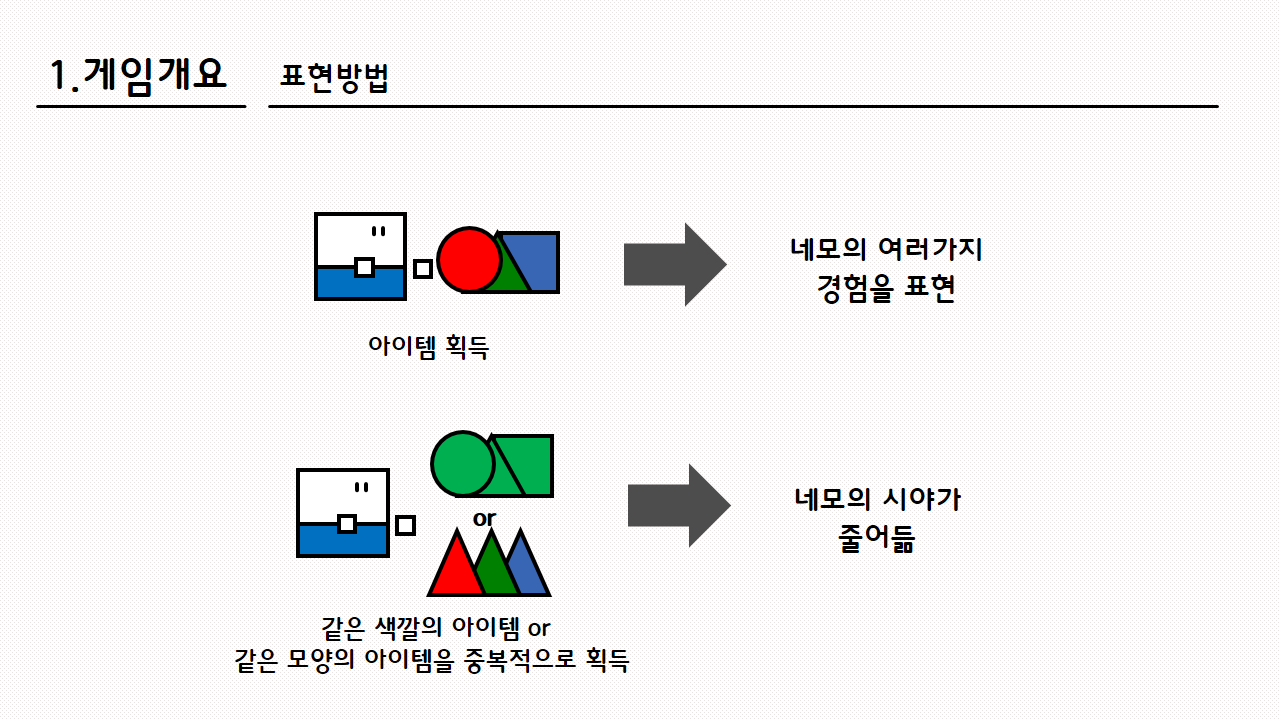 1.게임개요 표현방법
네모의 여러가지
경험을 표현
아이템 획득
or
네모의 시야가
줄어듦
같은 색깔의 아이템 or
같은 모양의 아이템을 중복적으로 획득